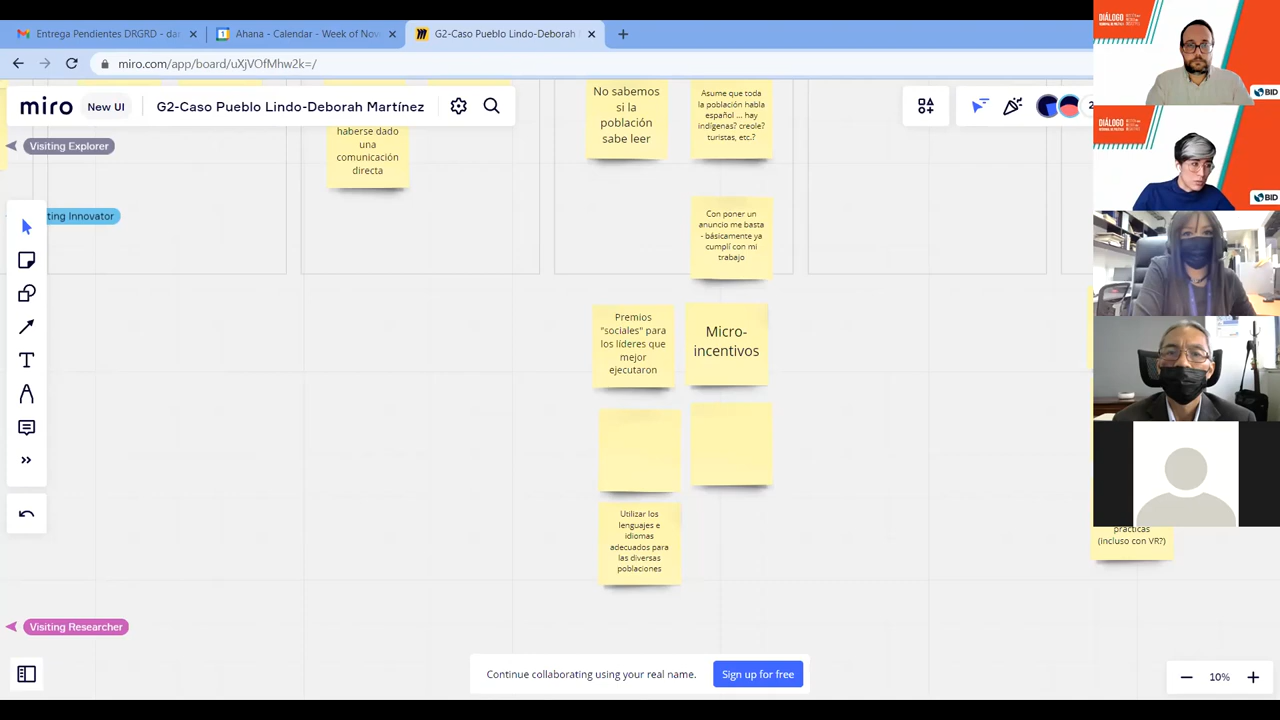 Entrega Pendientes DRGRD - dar
Ahana - Calendar - Week of Nov
G2-Caso Pueblo Lindo-Deborah
miro.com/app/board/uXjVOfMhw2k=/
miro
New UI
G2-Caso Pueblo Lindo-Deborah Martínez
Visiting Explorer
ting Innovator
haberse dado
una
comunicación
directa
No sabemos
si la
población
sabe leer
Asume que toda
la población habla
español ... hay
indígenas? creole?
turistas, etc.?
Con poner un
anuncio me basta
- básicamente ya
cumplí con mi
trabajo
Premios
"sociales" para
los líderes que
mejor
ejecutaron
Micro-
incentivos
Utilizar los
lenguajes e
idiomas
adecuados para
las diversas
poblaciones
prácticas
(incluso con VR?)
Visiting Researcher
Continue collaborating using your real name.
Sign up for free
10%
DIÁLOGO
BID
DIÁLOGO
BID